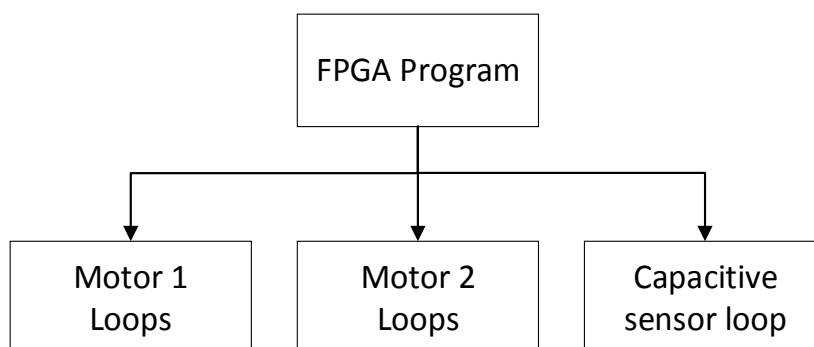 FPGA Program
Motor 1
Loops
Motor 2
Loops
Capacitive
sensor loop